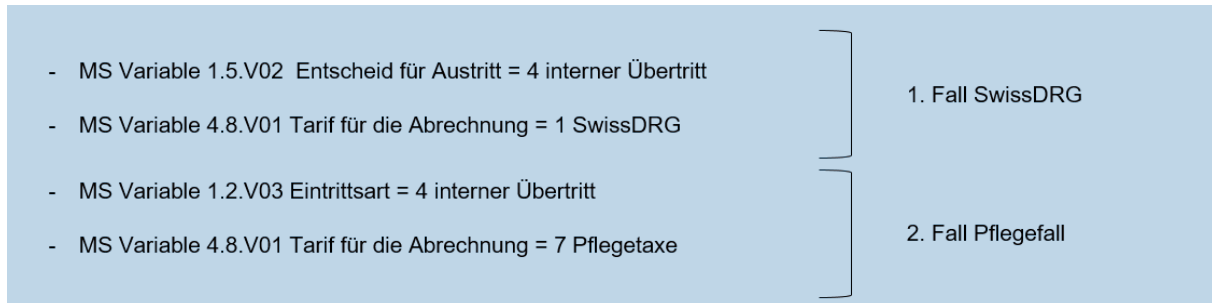 - MS Variable 1.5.V02 Entscheid für Austritt = 4 interner Übertritt
- MS Variable 4.8.V01 Tarif für die Abrechnung = 1 SwissDRG
1. Fall SwissDRG
- MS Variable 1.2.V03 Eintrittsart = 4 interner Übertritt
- MS Variable 4.8.V01 Tarif für die Abrechnung = 7 Pflegetaxe
2. Fall Pflegefall